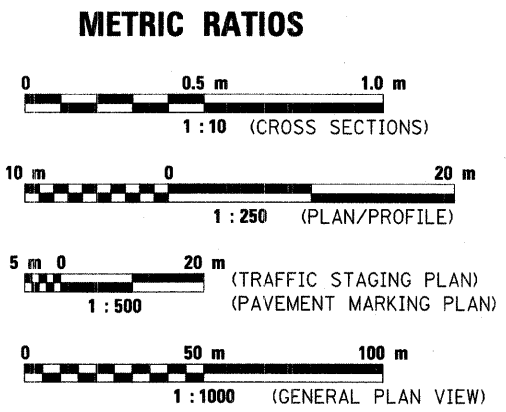 METRIC RATIOS
0 0.5 m 1.0 m
1:10 (CROSS SECTIONS)
10 m 0 20 m
1:250 (PLAN/PROFILE)
5 m 0 20 m
(TRAFFIC STAGING PLAN)
1:500 (PAVEMENT MARKING PLAN)
0 50 m 100 m
1:1000 (GENERAL PLAN VIEW)